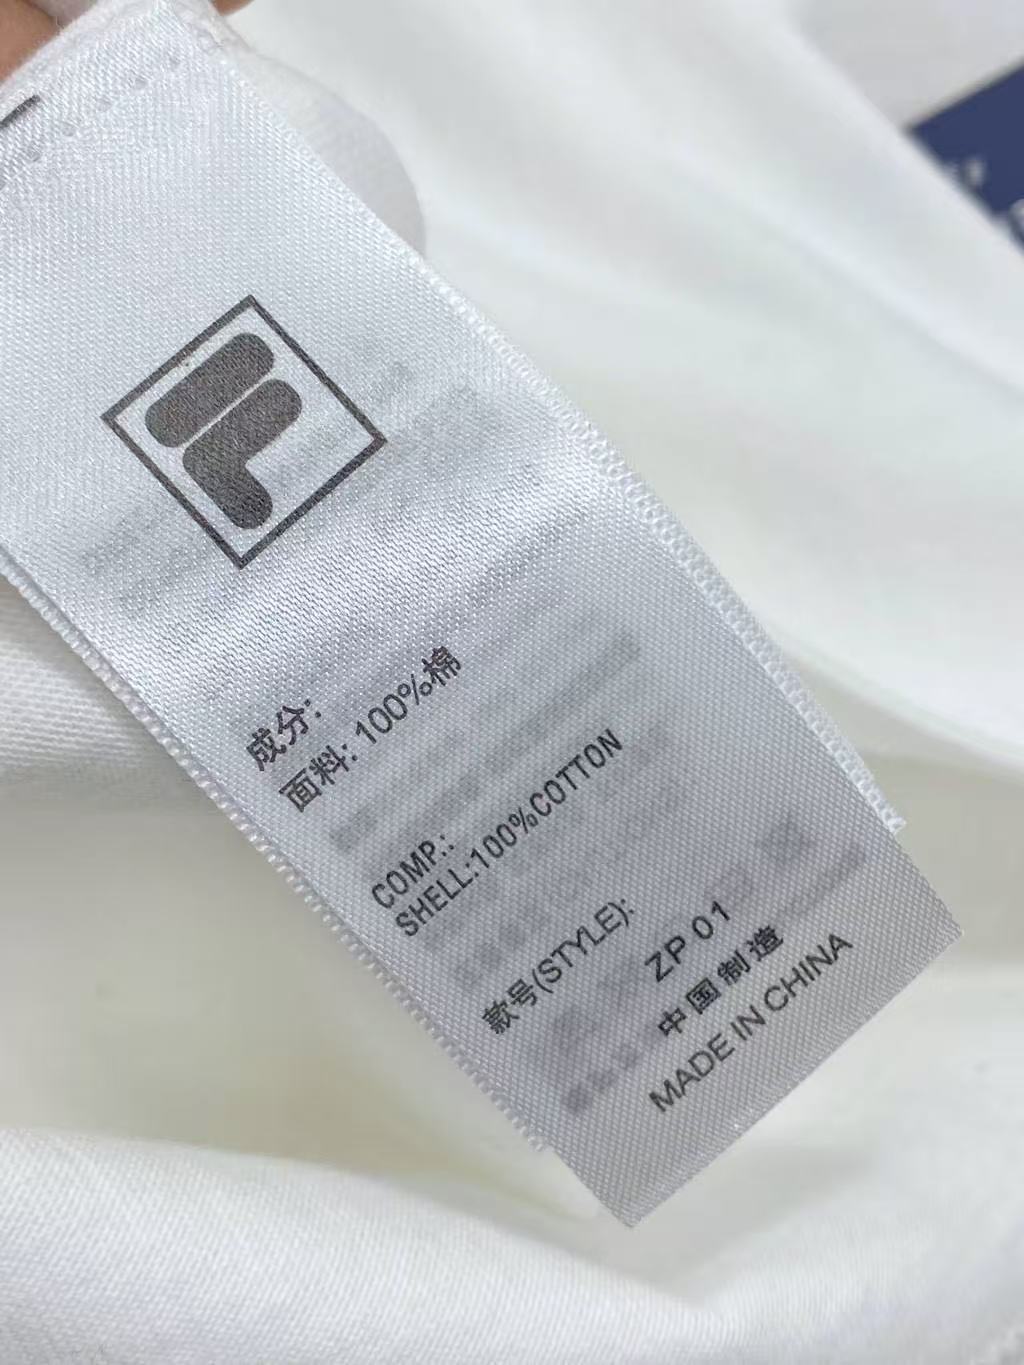 成分:
面料: 100%棉
COMP.:
SHELL:100%COTTON
款号(STYLE):
ZP 01
中国制造
MADE IN CHINA